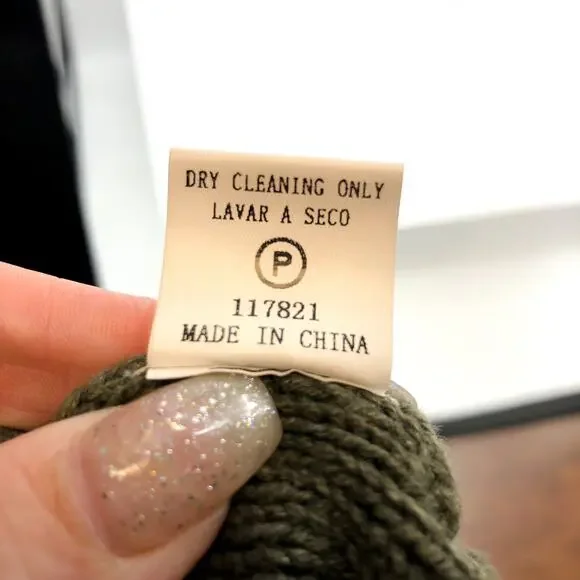 DRY CLEANING ONLY
LAVAR A SECO
P
117821
MADE IN CHINA